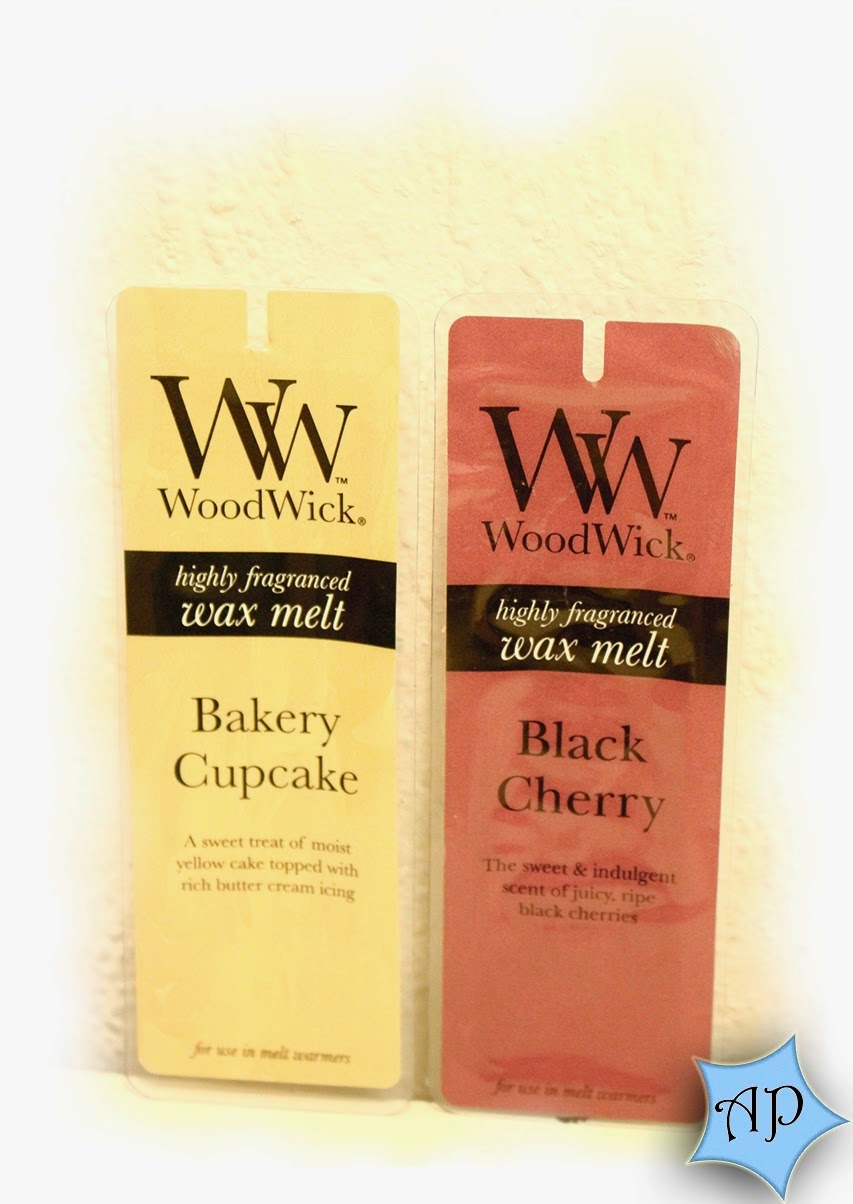 WW™
WoodWick®
highly fragranced
wax melt
Bakery
Cupcake
A sweet treat of moist
yellow cake topped with
rich butter cream icing
for use in melt warmers
WW™
WoodWick®
highly fragranced
wax melt
Black
Cherry
The sweet & indulgent
scent of juicy, ripe
black cherries
for use in melt warmers
AP